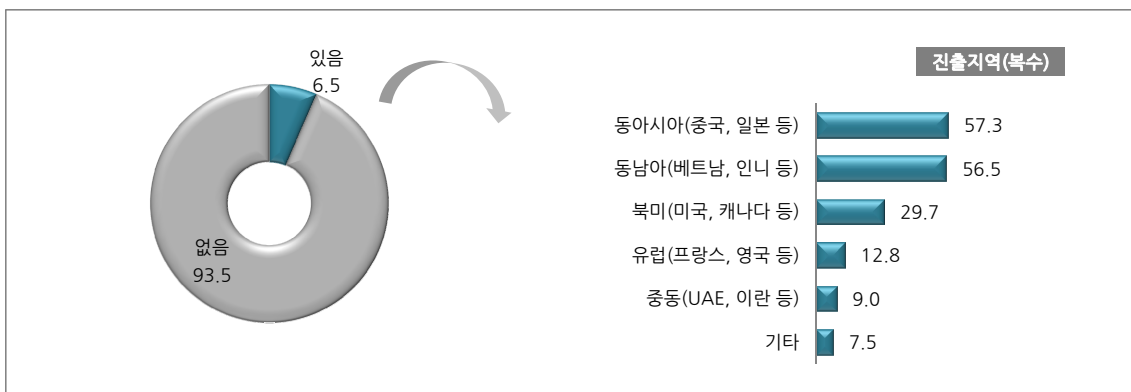 있음
6.5
없음
93.5
진출지역(복수)
동아시아(중국, 일본 등) 57.3
동남아(베트남, 인니 등) 56.5
북미(미국, 캐나다 등) 29.7
유럽(프랑스, 영국 등) 12.8
중동(UAE, 이란 등) 9.0
기타 7.5